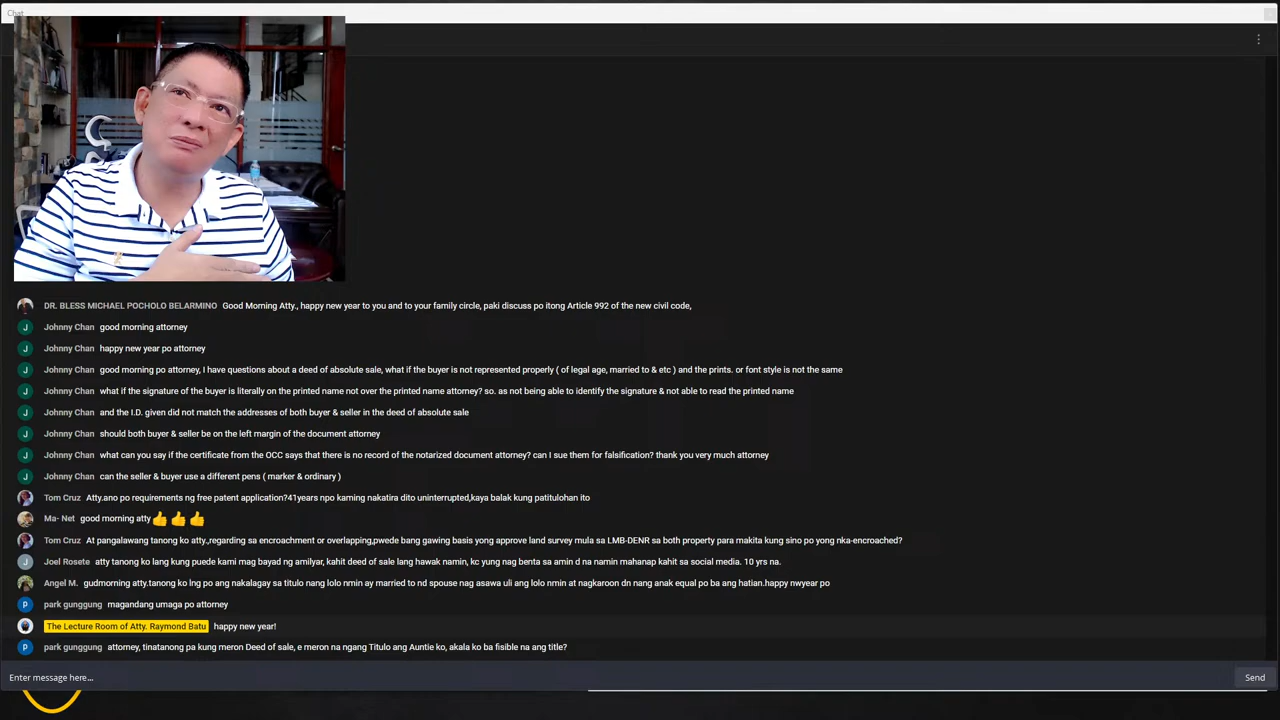 Chat
DR. BLESS MICHAEL POCHOLO BELARMINO Good Morning Atty., happy new year to you and to your family circle, paki discuss po itong Article 992 of the new civil code,
J Johnny Chan good morning attorney
J Johnny Chan happy new year po attorney
J Johnny Chan good morning po attorney, I have questions about a deed of absolute sale, what if the buyer is not represented properly ( of legal age, married to & etc ) and the prints. or font style is not the same
J Johnny Chan what if the signature of the buyer is literally on the printed name not over the printed name attorney? so. as not being able to identify the signature & not able to read the printed name
J Johnny Chan and the I.D. given did not match the addresses of both buyer & seller in the deed of absolute sale
J Johnny Chan should both buyer & seller be on the left margin of the document attorney
J Johnny Chan what can you say if the certificate from the OCC says that there is no record of the notarized document attorney? can I sue them for falsification? thank you very much attorney
J Johnny Chan can the seller & buyer use a different pens ( marker & ordinary )
Tom Cruz Atty.ano po requirements ng free patent application?41years npo kaming nakatira dito uninterrupted,kaya balak kung patitulohan ito
Ma- Net good morning atty👍👍👍
Tom Cruz At pangalawang tanong ko atty.,regarding sa encroachment or overlapping,pwede bang gawing basis yong approve land survey mula sa LMB-DENR sa both property para makita kung sino po yong nka-encroached?
J Joel Rosete atty tanong ko lang kung puede kami mag bayad ng amilyar, kahit deed of sale lang hawak namin, kc yung nag benta sa amin d na namin mahanap kahit sa social media. 10 yrs na.
Angel M. gudmorning atty.tanong ko lng po ang nakalagay sa titulo nang lolo nmin ay married to nd spouse nag asawa uli ang lolo nmin at nagkaroon dn nang anak equal po ba ang hatian.happy nwyear po
P park gunggung magandang umaga po attorney
The Lecture Room of Atty. Raymond Batu happy new year!
P park gunggung attorney, tinatanong pa kung meron Deed of sale, e meron na ngang Titulo ang Auntie ko, akala ko ba fisible na ang title?
Enter message here... Send